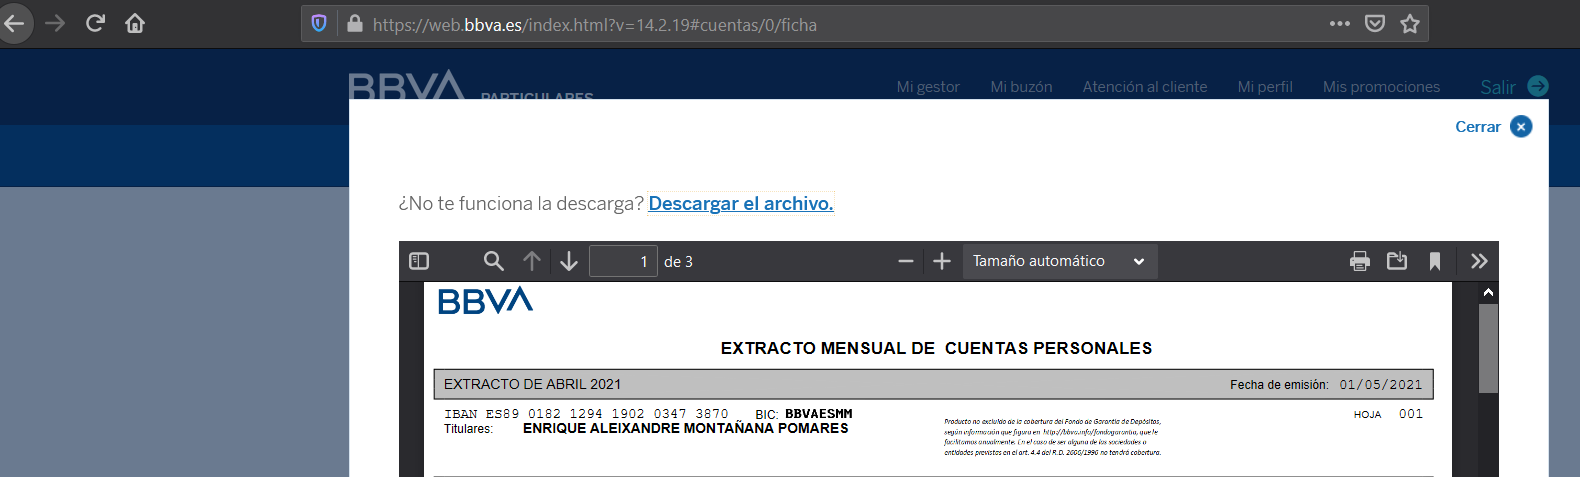 https://web.bbva.es/index.html?v=14.2.19#cuentas/0/ficha
BBVA PARTICULARES Mi gestor Mi buzón Atención al cliente Mi perfil Mis promociones Salir
Cerrar
¿No te funciona la descarga? Descargar el archivo.
1 de 3 Tamaño automático
BBVA
EXTRACTO MENSUAL DE CUENTAS PERSONALES
EXTRACTO DE ABRIL 2021 Fecha de emisión: 01/05/2021
IBAN ES89 0182 1294 1902 0347 3870 BIC: BBVAESMM HOJA 001
Titulares: ENRIQUE ALEIXANDRE MONTAÑANA POMARES
Producto no excluido de la cobertura del Fondo de Garantía de Depósitos,
según información que figura en http://bbva.info/fondogarantia, que le
facilitamos anualmente. En el caso de ser alguna de las sociedades o
entidades previstas en el art. 4.4 del R.D. 2606/1996 no tendrá cobertura.